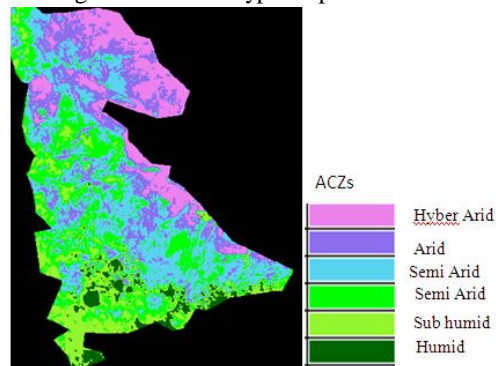 ACZs
Hyber Arid
Arid
Semi Arid
Semi Arid
Sub humid
Humid